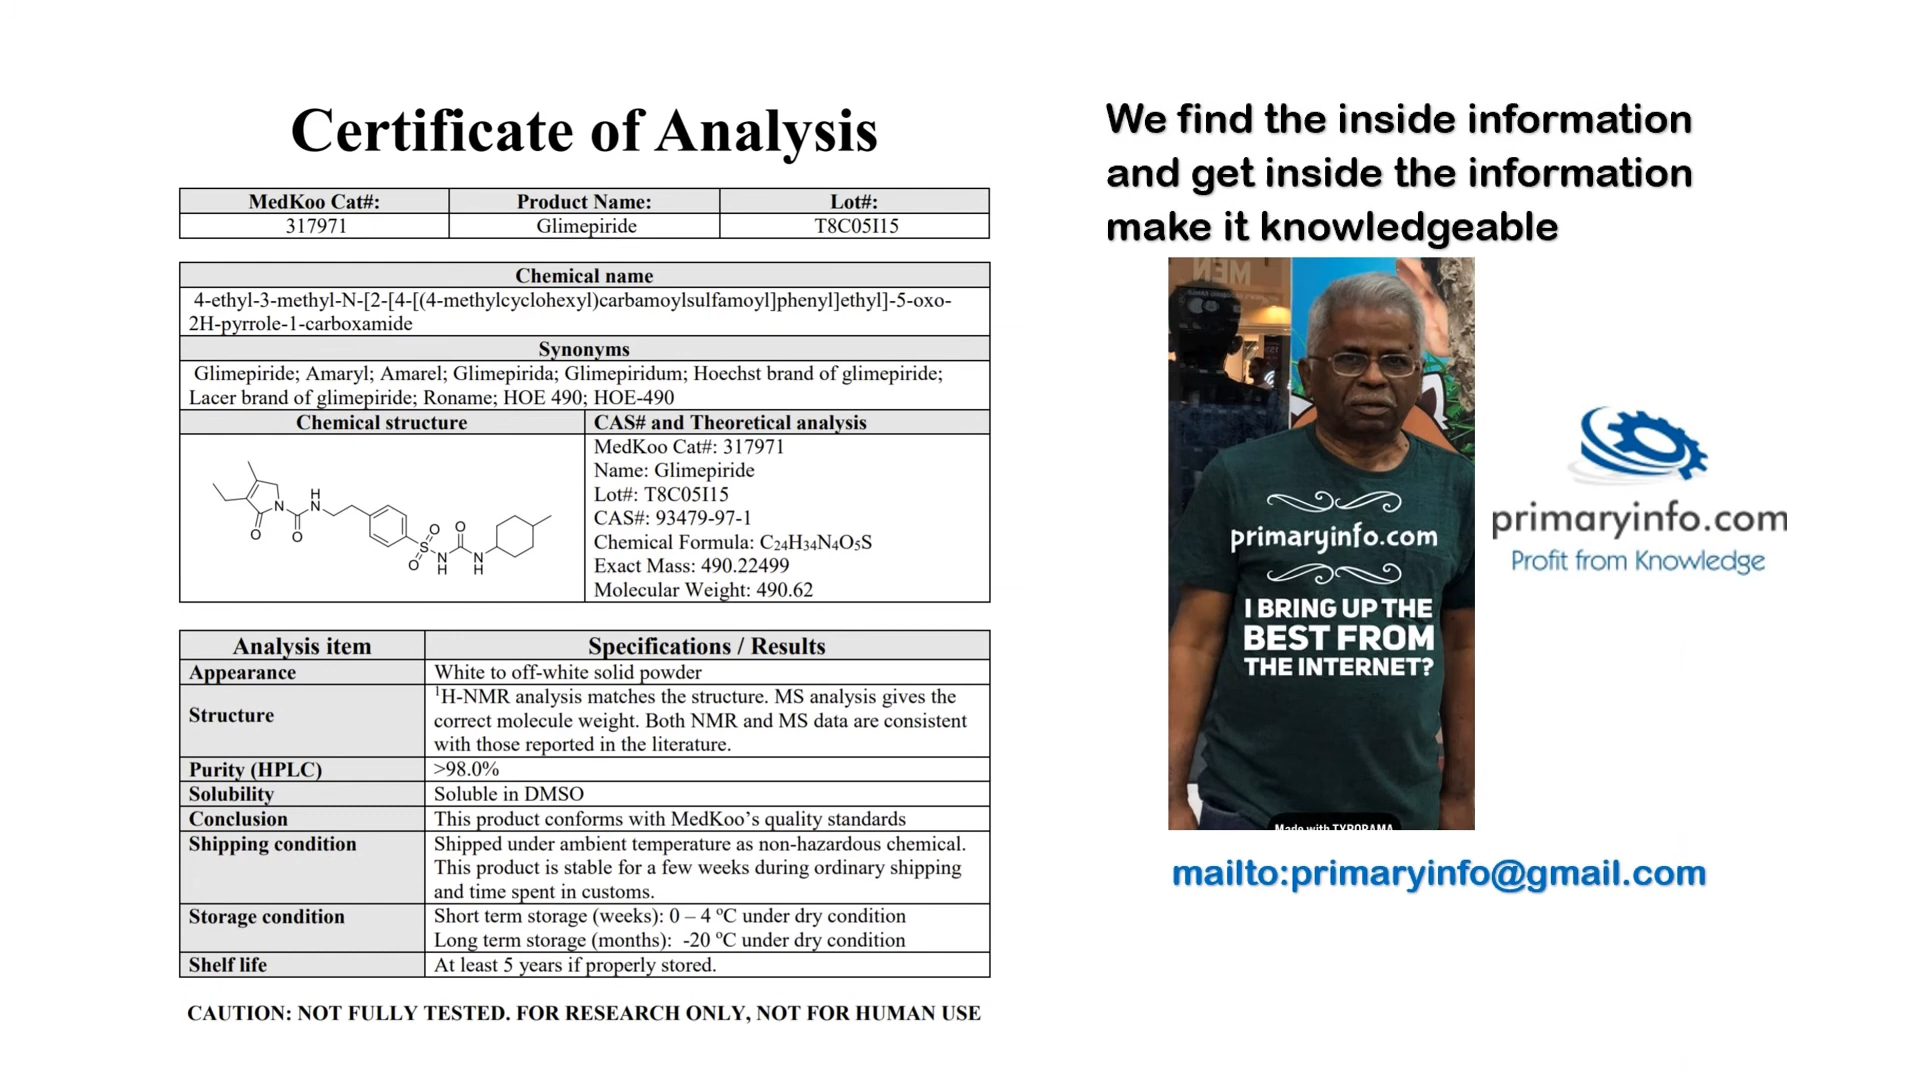 Certificate of Analysis
MedKoo Cat#: Product Name: Lot#:
317971 Glimepiride T8C05I15
Chemical name
4-ethyl-3-methyl-N-[2-[4-[(4-methylcyclohexyl)carbamoylsulfamoyl]phenyl]ethyl]-5-oxo-
2H-pyrrole-1-carboxamide
Synonyms
Glimepiride; Amaryl; Amarel; Glimepirida; Glimepiridum; Hoechst brand of glimepiride;
Lacer brand of glimepiride; Roname; HOE 490; HOE-490
Chemical structure CAS# and Theoretical analysis
MedKoo Cat#: 317971
Name: Glimepiride
Lot#: T8C05I15
CAS#: 93479-97-1
Chemical Formula: C₂₄H₃₄N₄O₅S
Exact Mass: 490.22499
Molecular Weight: 490.62
N
O
O
H
N
O
O
S
N
H
O
N
H
Analysis item Specifications / Results
Appearance White to off-white solid powder
Structure
¹H-NMR analysis matches the structure. MS analysis gives the
correct molecule weight. Both NMR and MS data are consistent
with those reported in the literature.
Purity (HPLC) >98.0%
Solubility Soluble in DMSO
Conclusion This product conforms with MedKoo’s quality standards
Shipping condition Shipped under ambient temperature as non-hazardous chemical.
This product is stable for a few weeks during ordinary shipping
and time spent in customs.
Storage condition Short term storage (weeks): 0 – 4 ºC under dry condition
Long term storage (months): -20 ºC under dry condition
Shelf life At least 5 years if properly stored.
CAUTION: NOT FULLY TESTED. FOR RESEARCH ONLY, NOT FOR HUMAN USE
We find the inside information
and get inside the information
make it knowledgeable
MEN
primaryinfo.com
I BRING UP THE
BEST FROM
THE INTERNET?
Made with TYPORAMA
primaryinfo.com
Profit from Knowledge
mailto:primaryinfo@gmail.com